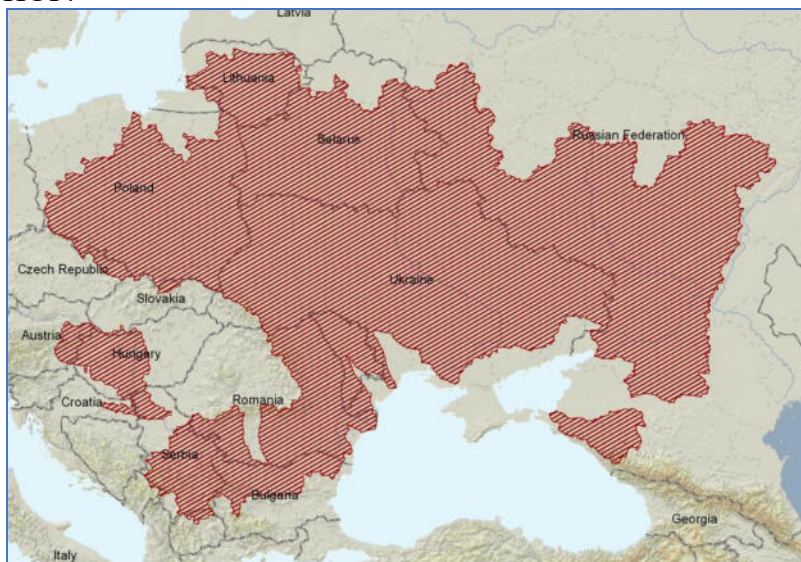 Latvia
Lithuania
Russian Federation
Belarus
Poland
Czech Republic
Ukraine
Slovakia
Austria
Hungary
Croatia
Romania
Serbia
Bulgaria
Georgia
Italy